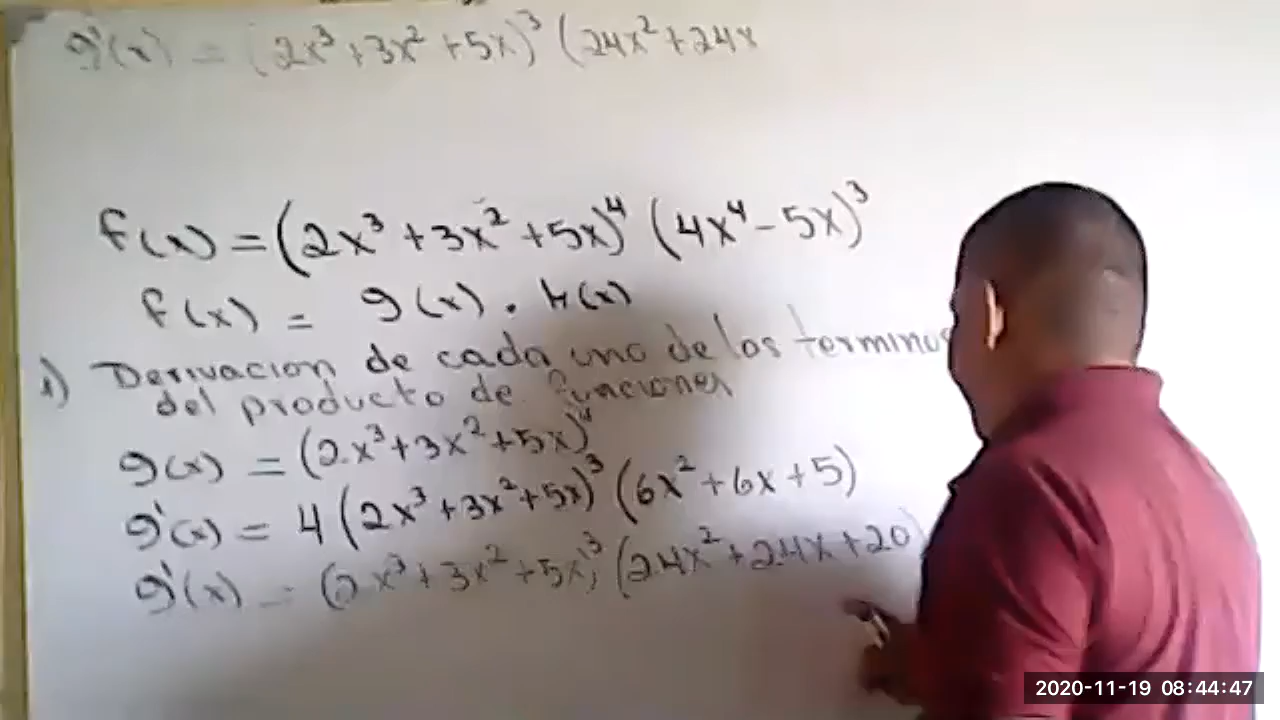 g'(x) = (2x³+3x²+5x)³ (24x²+24x
f(x) = (2x³+3x²+5x)⁴ (4x⁴-5x)³
f(x) = g(x) . h(x)
1) Derivacion de cada uno de los terminos
del producto de funciones
g(x) = (2x³+3x²+5x)⁴
g'(x) = 4(2x³+3x²+5x)³ (6x²+6x+5)
g'(x) = (2x³+3x²+5x)³ (24x²+24x+20)
2020-11-19 08:44:47